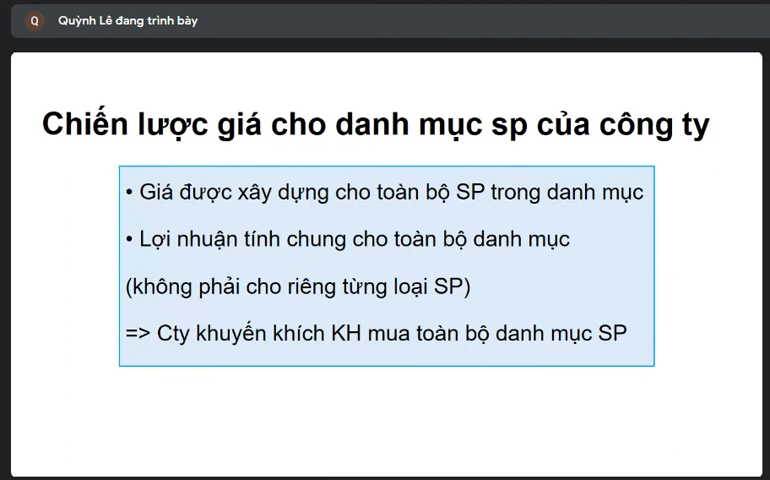 Q
Quỳnh Lê đang trình bày
Chiến lược giá cho danh mục sp của công ty
• Giá được xây dựng cho toàn bộ SP trong danh mục
• Lợi nhuận tính chung cho toàn bộ danh mục
(không phải cho riêng từng loại SP)
=> Cty khuyến khích KH mua toàn bộ danh mục SP